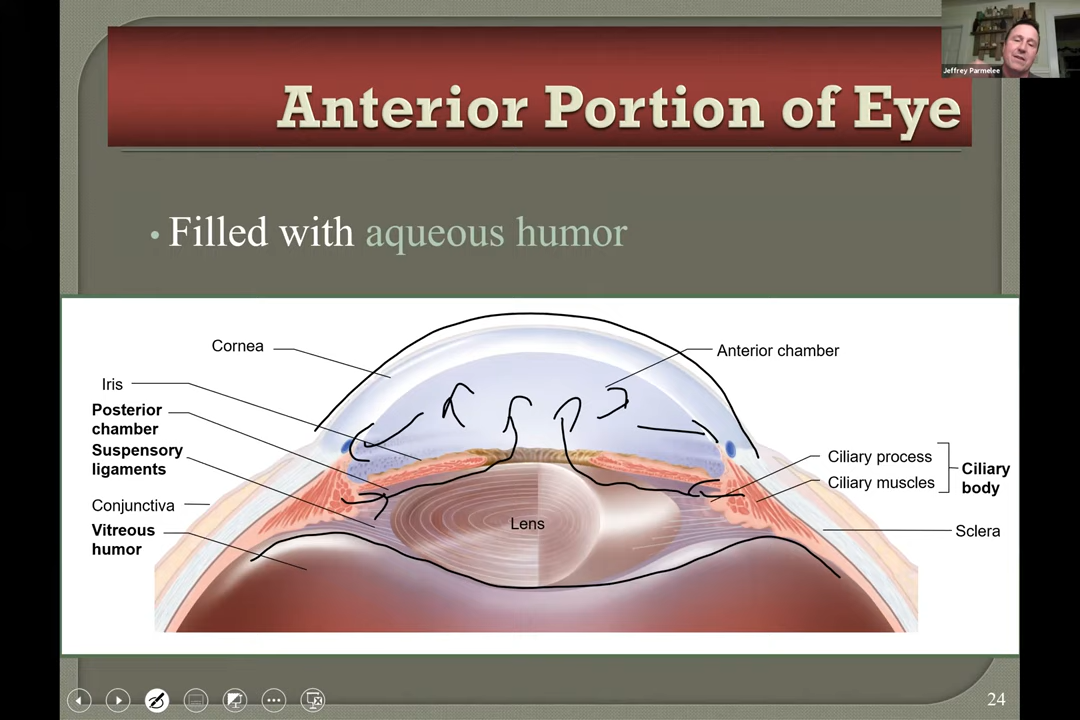 Jeffrey Parmelee
Anterior Portion of Eye
• Filled with aqueous humor
Cornea
Iris
Posterior
chamber
Suspensory
ligaments
Conjunctiva
Vitreous
humor
Lens
Anterior chamber
Ciliary process
Ciliary muscles
Ciliary
body
Sclera
24